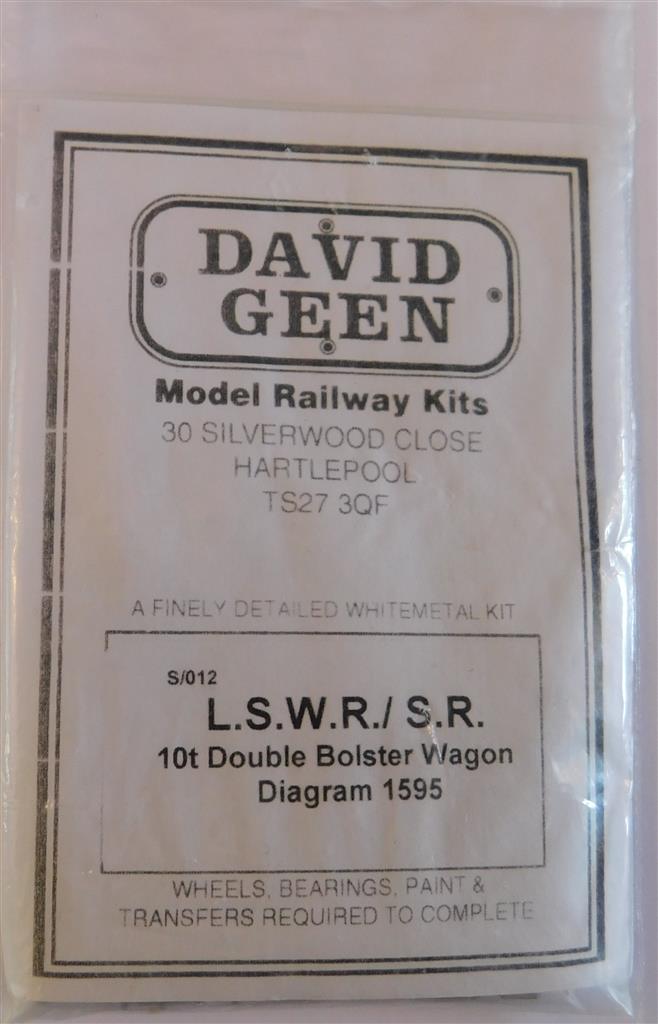 DAVID
GEEN
Model Railway Kits
30 SILVERWOOD CLOSE
HARTLEPOOL
TS27 3QF
A FINELY DETAILED WHITEMETAL KIT
S/012
L.S.W.R./ S.R.
10t Double Bolster Wagon
Diagram 1595
WHEELS, BEARINGS, PAINT &
TRANSFERS REQUIRED TO COMPLETE